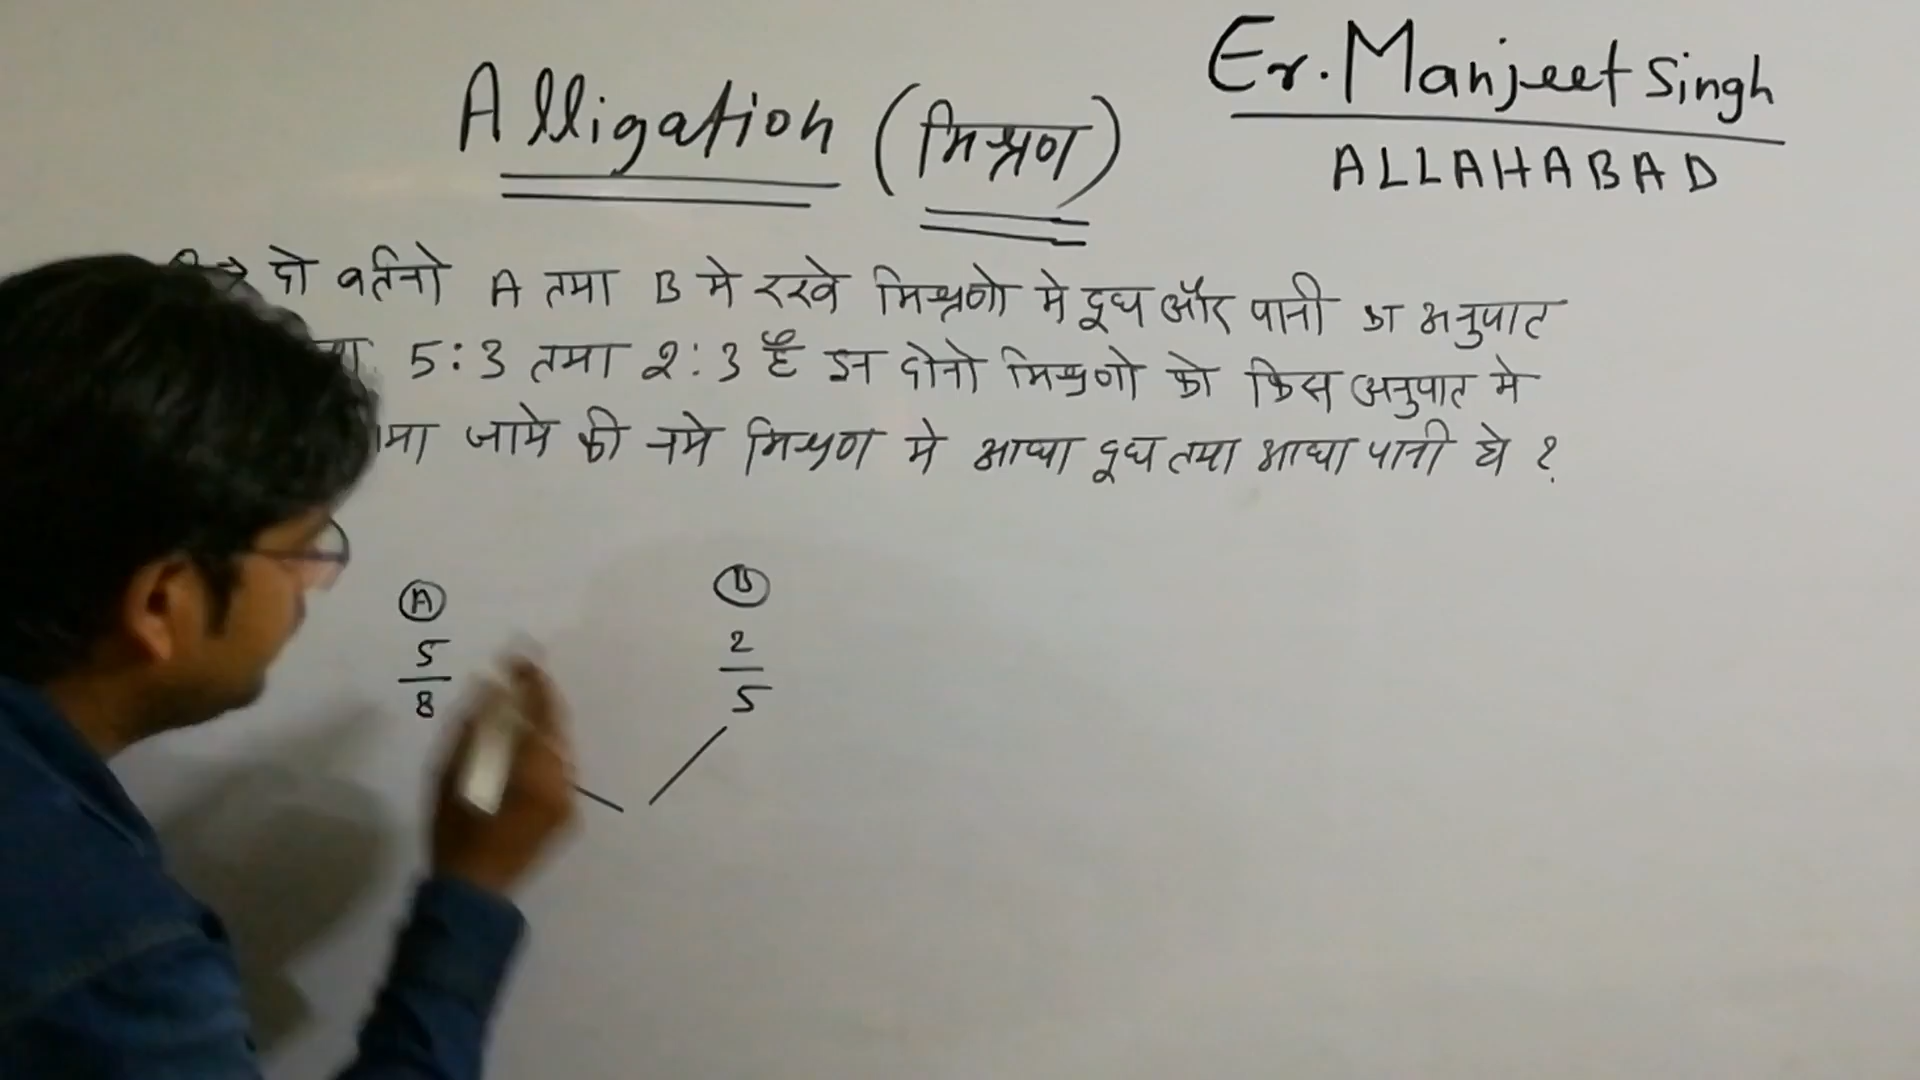 Alligation (मिश्रण)
Er. Manjeet Singh
ALLAHABAD
दो बर्तनो A तथा B मे रखे मिश्रणो मे दूध और पानी का अनुपात
5:3 तथा 2:3 है इन दोनो मिश्रणो को किस अनुपात मे
जाये की नये मिश्रण मे आधा दूध तथा आधा पानी हो ?
A B
5/8 2/5